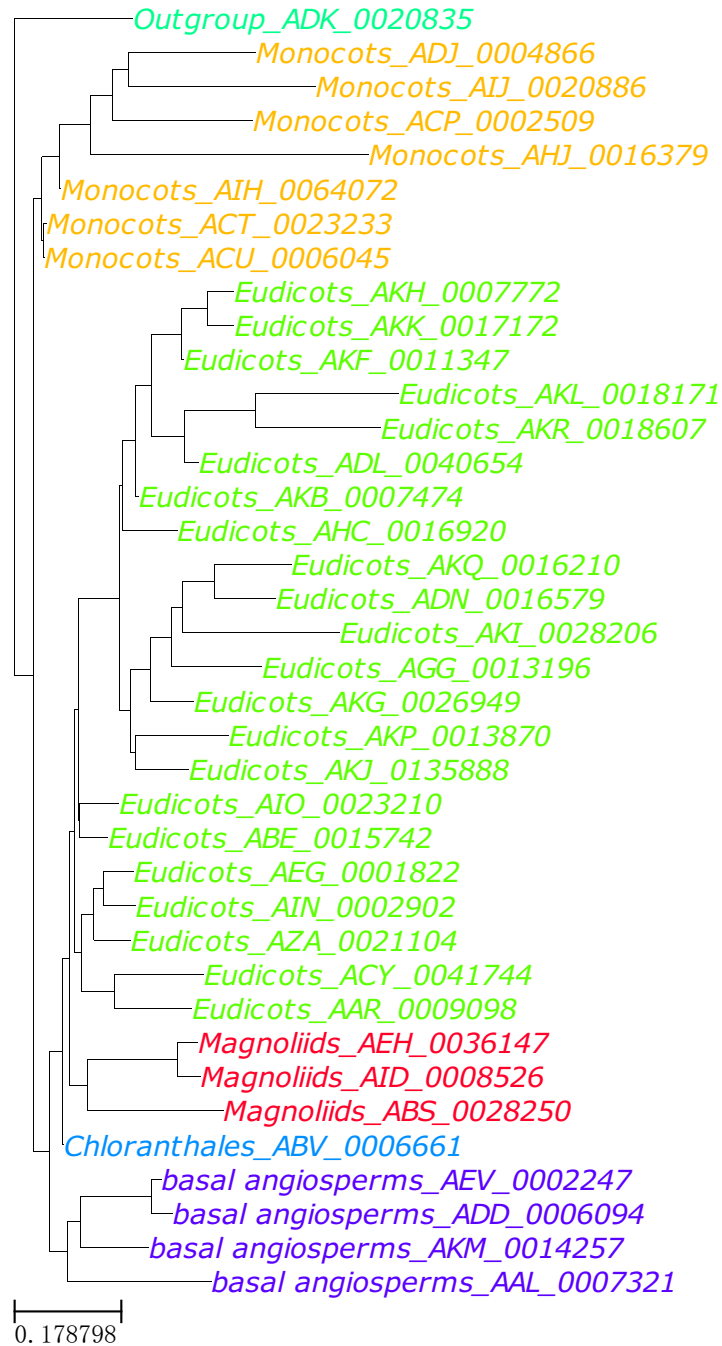 Outgroup_ADK_0020835
Monocots_ADJ_0004866
Monocots_AIJ_0020886
Monocots_ACP_0002509
Monocots_AHJ_0016379
Monocots_AIH_0064072
Monocots_ACT_0023233
Monocots_ACU_0006045
Eudicots_AKH_0007772
Eudicots_AKK_0017172
Eudicots_AKF_0011347
Eudicots_AKL_0018171
Eudicots_AKR_0018607
Eudicots_ADL_0040654
Eudicots_AKB_0007474
Eudicots_AHC_0016920
Eudicots_AKQ_0016210
Eudicots_ADN_0016579
Eudicots_AKI_0028206
Eudicots_AGG_0013196
Eudicots_AKG_0026949
Eudicots_AKP_0013870
Eudicots_AKJ_0135888
Eudicots_AIO_0023210
Eudicots_ABE_0015742
Eudicots_AEG_0001822
Eudicots_AIN_0002902
Eudicots_AZA_0021104
Eudicots_ACY_0041744
Eudicots_AAR_0009098
Magnoliids_AEH_0036147
Magnoliids_AID_0008526
Magnoliids_ABS_0028250
Chloranthales_ABV_0006661
basal angiosperms_AEV_0002247
basal angiosperms_ADD_0006094
basal angiosperms_AKM_0014257
basal angiosperms_AAL_0007321
0.178798